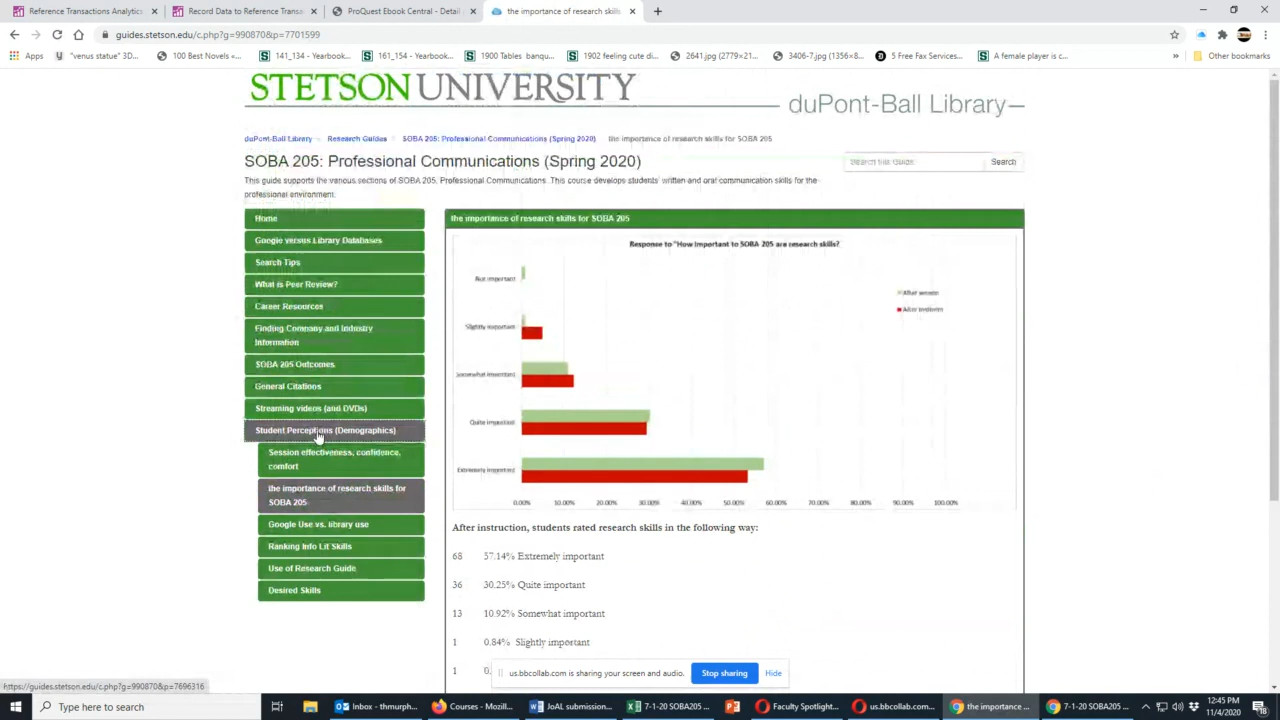 Reference Transactions Analytics
Record Data to Reference Trans
ProQuest Ebook Central - Detail
the importance of research skills
guides.stetson.edu/c.php?g=990870&p=7701599
Apps
"venus statue" 3D...
100 Best Novels «...
141_134 - Yearbook...
161_154 - Yearbook...
1900 Tables banqu...
1902 feeling cute di...
2641.jpg (2779×21...
3406-7.jpg (1356×8...
5 Free Fax Services...
A female player is c...
»
Other bookmarks
STETSON UNIVERSITY
duPont-Ball Library
duPont-Ball Library
Research Guides
SOBA 205: Professional Communications (Spring 2020)
the importance of research skills for SOBA 205
SOBA 205: Professional Communications (Spring 2020)
Search this Guide
Search
This guide supports the various sections of SOBA 205, Professional Communications. This course develops students' written and oral communication skills for the
professional environment.
Home
Google versus Library Databases
Search Tips
What is Peer Review?
Career Resources
Finding Company and Industry
Information
SOBA 205 Outcomes
General Citations
Streaming videos (and DVDs)
Student Perceptions (Demographics)
Session effectiveness, confidence,
comfort
the importance of research skills for
SOBA 205
Google Use vs. library use
Ranking Info Lit Skills
Use of Research Guide
Desired Skills
the importance of research skills for SOBA 205
Response to "How important to SOBA 205 are research skills?
Not important
Slightly important
Somewhat important
Quite important
Extremely important
After session
After midterm
0.00%
10.00%
20.00%
30.00%
40.00%
50.00%
60.00%
70.00%
80.00%
90.00%
100.00%
After instruction, students rated research skills in the following way:
68 57.14% Extremely important
36 30.25% Quite important
13 10.92% Somewhat important
1 0.84% Slightly important
1 0.
us.bbcollab.com is sharing your screen and audio.
Stop sharing
Hide
https://guides.stetson.edu/c.php?g=990870&p=7696316
Type here to search
Inbox - thmurph...
Courses - Mozill...
JoAL submission...
7-1-20 SOBA205 ...
Faculty Spotlight...
us.bbcollab.com...
the importance ...
7-1-20 SOBA205 ...
12:45 PM
11/4/2020